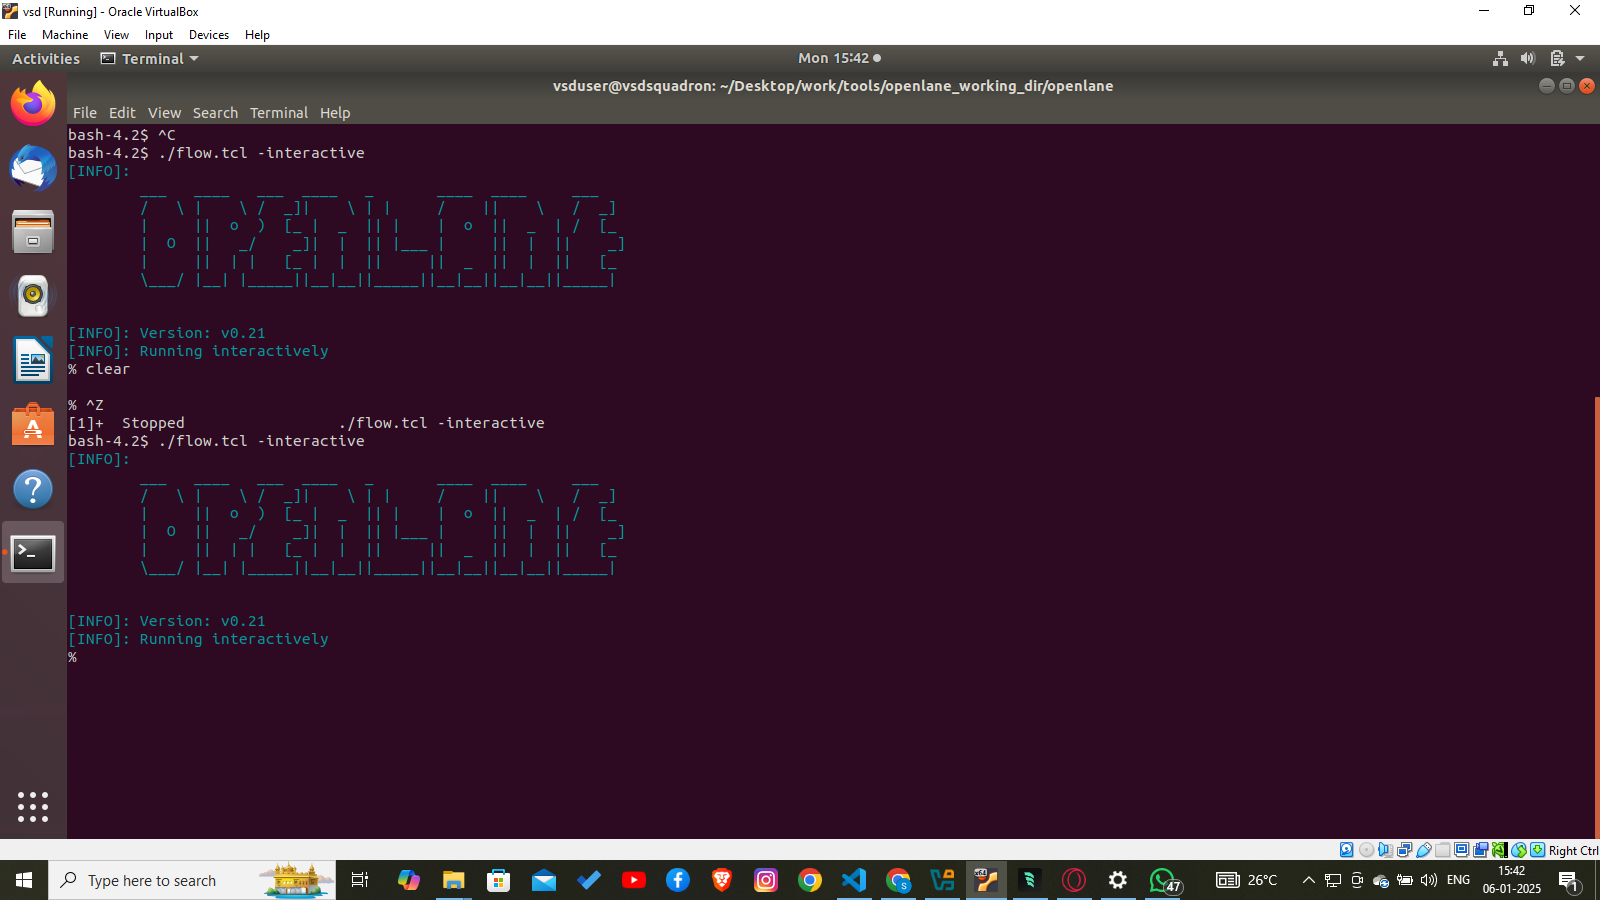 vsd [Running] - Oracle VirtualBox
File Machine View Input Devices Help
Activities Terminal Mon 15:42
vsduser@vsdsquadron: ~/Desktop/work/tools/openlane_working_dir/openlane
File Edit View Search Terminal Help
bash-4.2$ ^C
bash-4.2$ ./flow.tcl -interactive
[INFO]:
OPENLANE
[INFO]: Version: v0.21
[INFO]: Running interactively
% clear
% ^Z
[1]+ Stopped ./flow.tcl -interactive
bash-4.2$ ./flow.tcl -interactive
[INFO]:
OPENLANE
[INFO]: Version: v0.21
[INFO]: Running interactively
%
Right Ctrl
Type here to search
47
26°C
ENG
15:42
06-01-2025
1